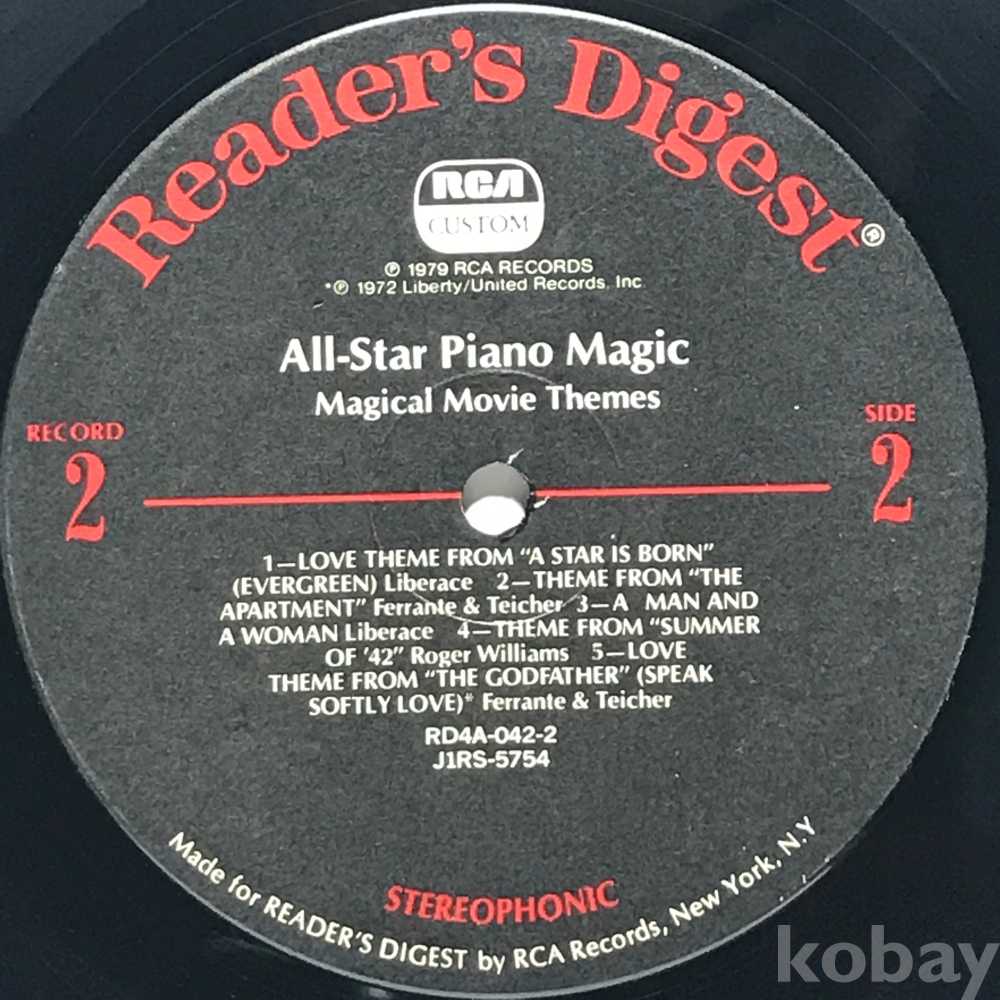 Reader's Digest®
RCA
CUSTOM
℗ 1979 RCA RECORDS
*℗ 1972 Liberty/United Records, Inc
All-Star Piano Magic
Magical Movie Themes
RECORD
2
SIDE
2
1—LOVE THEME FROM “A STAR IS BORN”
(EVERGREEN) Liberace 2—THEME FROM “THE
APARTMENT” Ferrante & Teicher 3—A MAN AND
A WOMAN Liberace 4—THEME FROM “SUMMER
OF '42” Roger Williams 5—LOVE
THEME FROM “THE GODFATHER” (SPEAK
SOFTLY LOVE)* Ferrante & Teicher
RD4A-042-2
J1RS-5754
STEREOPHONIC
Made for READER'S DIGEST by RCA Records, New York, N.Y
kobay